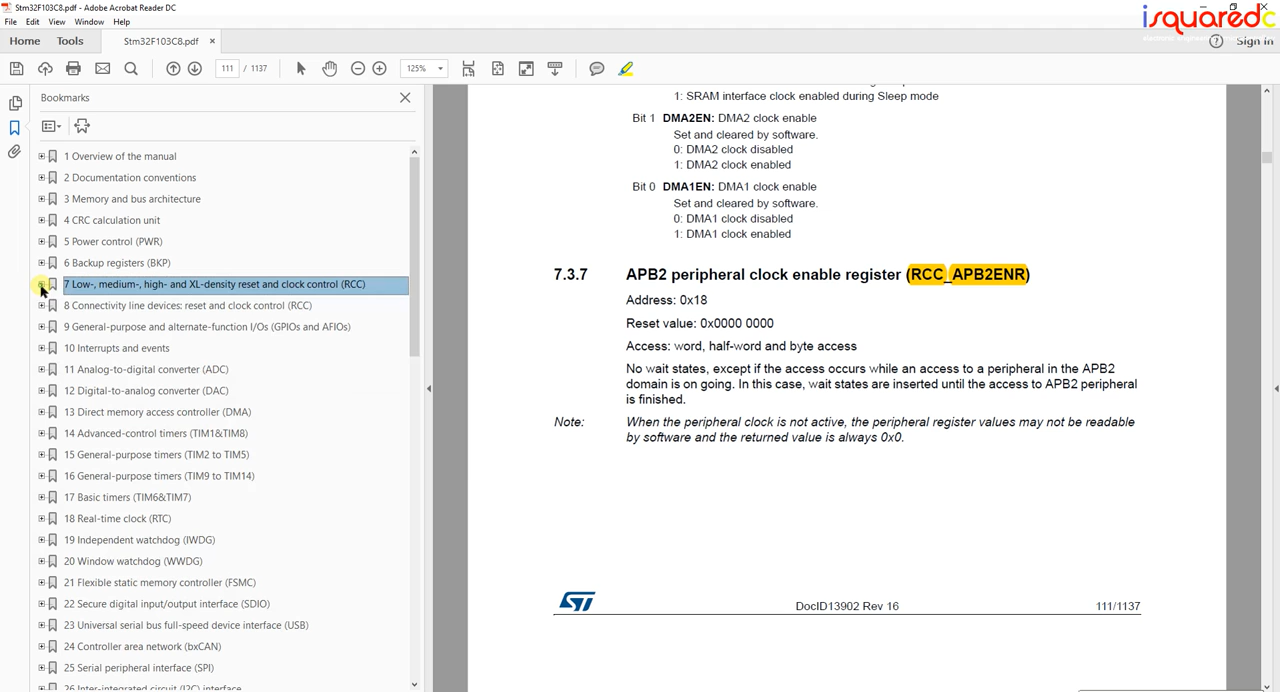 Stm32F103C8.pdf - Adobe Acrobat Reader DC
File Edit View Window Help
isquaredc
Home Tools Stm32F103C8.pdf × ? Sign in
111 / 1137 125%
Bookmarks
1 Overview of the manual
2 Documentation conventions
3 Memory and bus architecture
4 CRC calculation unit
5 Power control (PWR)
6 Backup registers (BKP)
7 Low-, medium-, high- and XL-density reset and clock control (RCC)
8 Connectivity line devices: reset and clock control (RCC)
9 General-purpose and alternate-function I/Os (GPIOs and AFIOs)
10 Interrupts and events
11 Analog-to-digital converter (ADC)
12 Digital-to-analog converter (DAC)
13 Direct memory access controller (DMA)
14 Advanced-control timers (TIM1&TIM8)
15 General-purpose timers (TIM2 to TIM5)
16 General-purpose timers (TIM9 to TIM14)
17 Basic timers (TIM6&TIM7)
18 Real-time clock (RTC)
19 Independent watchdog (IWDG)
20 Window watchdog (WWDG)
21 Flexible static memory controller (FSMC)
22 Secure digital input/output interface (SDIO)
23 Universal serial bus full-speed device interface (USB)
24 Controller area network (bxCAN)
25 Serial peripheral interface (SPI)
26 Inter-integrated circuit (I2C) interface
1: SRAM interface clock enabled during Sleep mode
Bit 1 DMA2EN: DMA2 clock enable
Set and cleared by software.
0: DMA2 clock disabled
1: DMA2 clock enabled
Bit 0 DMA1EN: DMA1 clock enable
Set and cleared by software.
0: DMA1 clock disabled
1: DMA1 clock enabled
7.3.7 APB2 peripheral clock enable register (RCC_APB2ENR)
Address: 0x18
Reset value: 0x0000 0000
Access: word, half-word and byte access
No wait states, except if the access occurs while an access to a peripheral in the APB2
domain is on going. In this case, wait states are inserted until the access to APB2 peripheral
is finished.
Note: When the peripheral clock is not active, the peripheral register values may not be readable
by software and the returned value is always 0x0.
ST DocID13902 Rev 16 111/1137